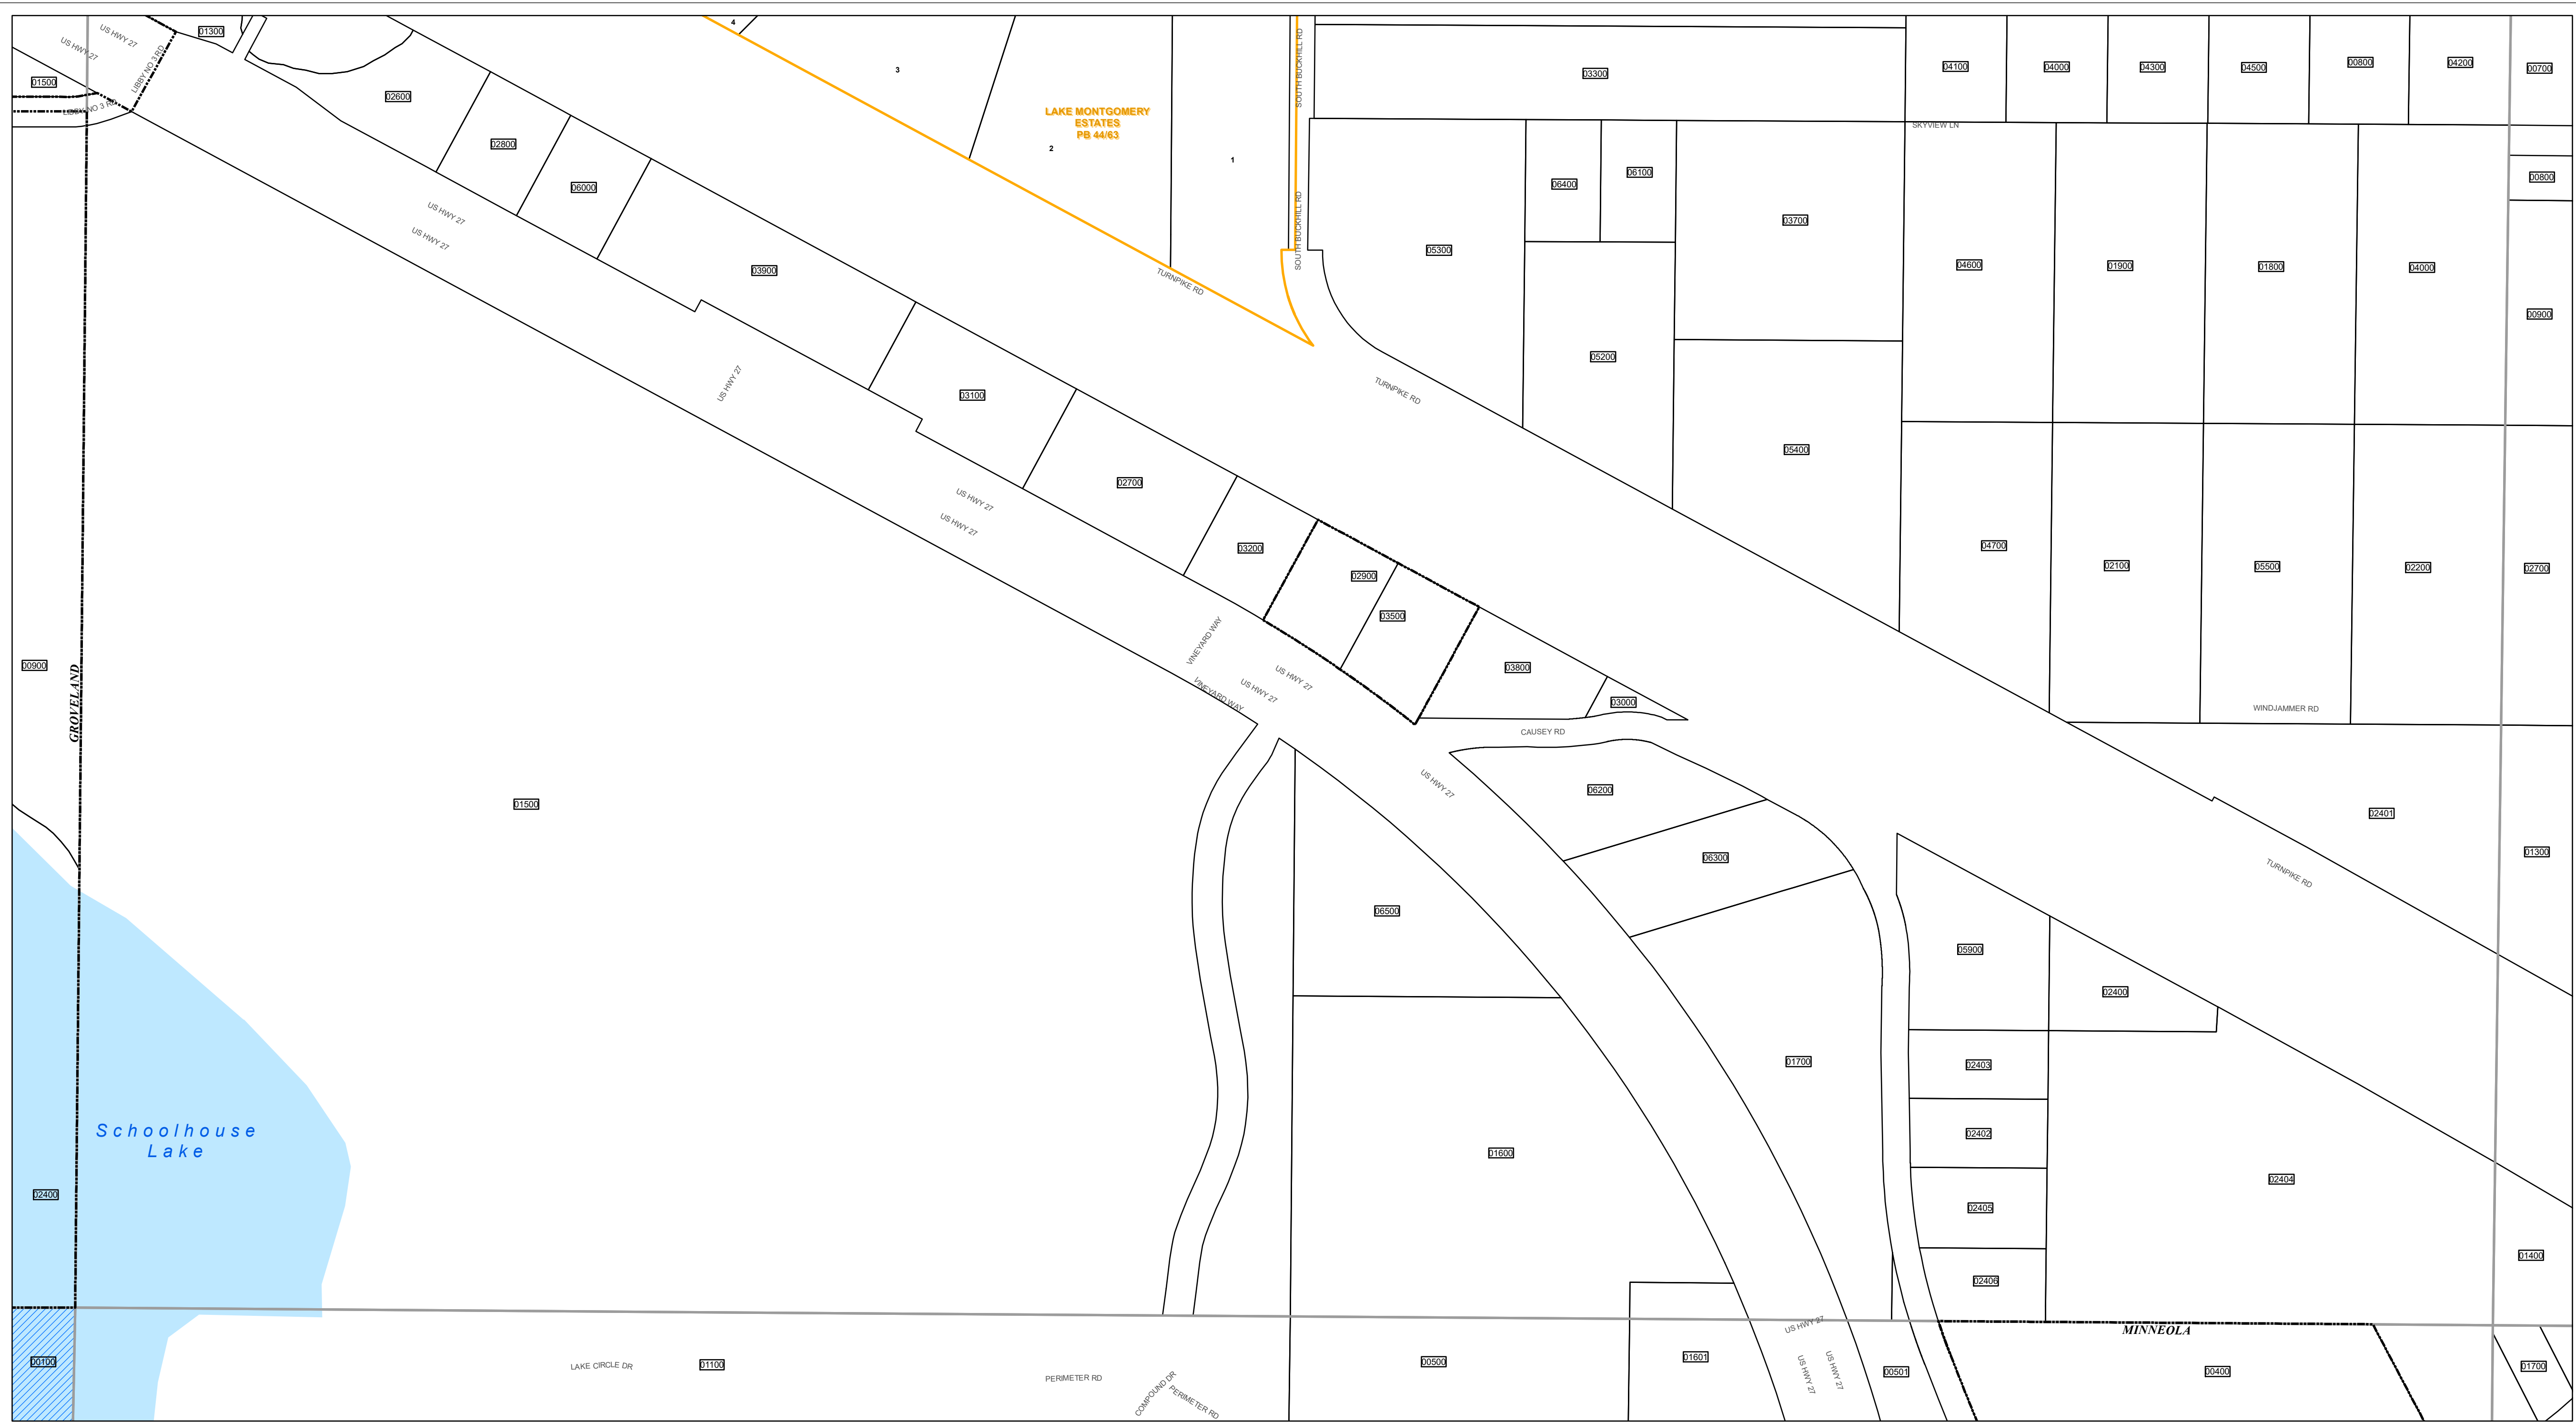 4
01300
US HWY 27
US HWY 27
LIBBY NO 3 RD
01500
LIBBY NO 3 RD
02600
02800
06000
3
LAKE MONTGOMERY
ESTATES
PB 44/63
2
1
SOUTH BUCKHILL RD
SOUTH BUCKHILL RD
03300
04100
04000
04300
04500
00800
04200
00700
SKYVIEW LN
06400
06100
03700
00800
US HWY 27
US HWY 27
03900
TURNPIKE RD
05300
04600
01900
01800
04000
00900
US HWY 27
03100
TURNPIKE RD
05200
05400
02700
US HWY 27
US HWY 27
03200
02900
03500
04700
02100
05500
02200
02700
00900
GROVELAND
VINEYARD WAY
VINEYARD WAY
US HWY 27
US HWY 27
03800
03000
CAUSEY RD
WINDJAMMER RD
01500
US HWY 27
06200
06300
02401
01300
TURNPIKE RD
06500
05900
02400
01700
02403
02402
Schoolhouse
Lake
01600
02404
02400
02405
01400
02406
US HWY 27
MINNEOLA
00100
LAKE CIRCLE DR
01100
PERIMETER RD
COMPOUND DR
PERIMETER RD
00500
01601
US HWY 27
US HWY 27
00501
00400
01700